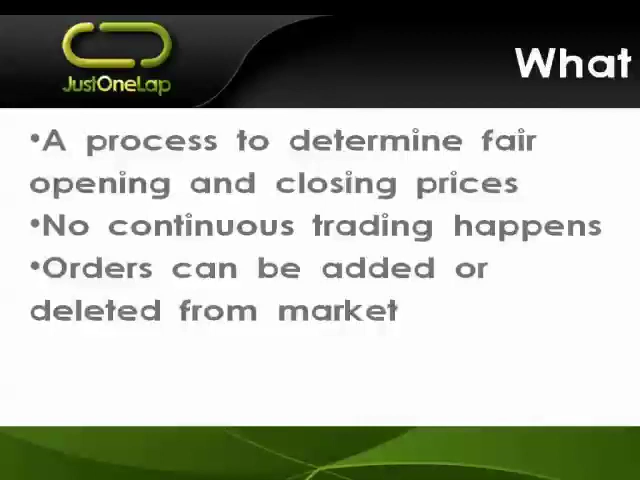 JustOneLap
What
•A process to determine fair
opening and closing prices
•No continuous trading happens
•Orders can be added or
deleted from market